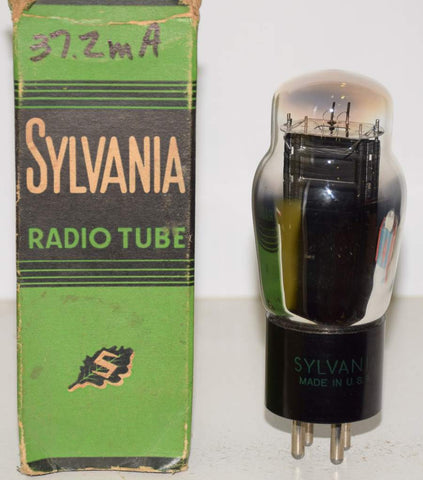 37.2mA
SYLVANIA
RADIO TUBE
S
SYLVANI
MADE IN U.S